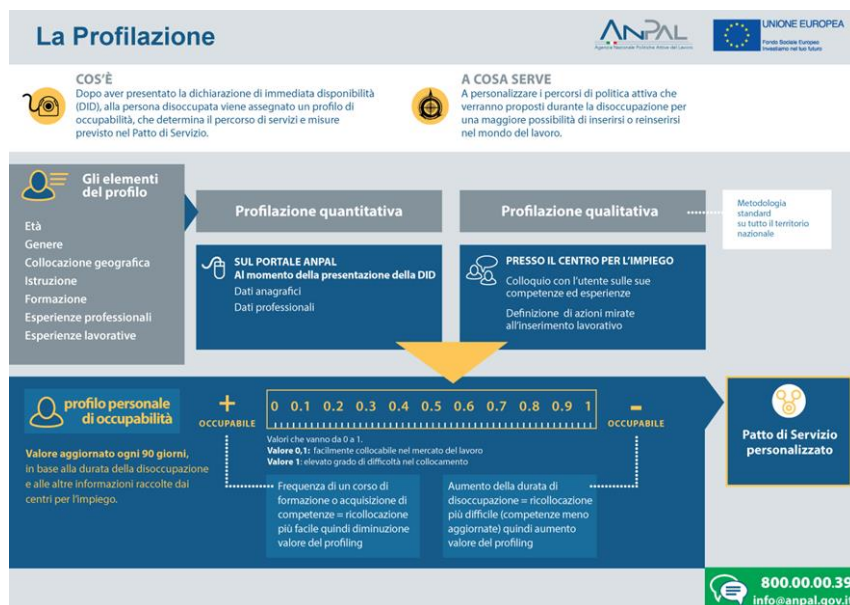 La Profilazione
ANPAL
Agenzia Nazionale Politiche Attive del Lavoro
UNIONE EUROPEA
Fondo Sociale Europeo
Investiamo nel tuo futuro
COS'È
Dopo aver presentato la dichiarazione di immediata disponibilità
(DID), alla persona disoccupata viene assegnato un profilo di
occupabilità, che determina il percorso di servizi e misure
previsto nel Patto di Servizio.
A COSA SERVE
A personalizzare i percorsi di politica attiva che
verranno proposti durante la disoccupazione per
una maggiore possibilità di inserirsi o reinserirsi
nel mondo del lavoro.
Gli elementi
del profilo
Età
Genere
Collocazione geografica
Istruzione
Formazione
Esperienze professionali
Esperienze lavorative
Profilazione quantitativa
SUL PORTALE ANPAL
Al momento della presentazione della DID
Dati anagrafici
Dati professionali
Profilazione qualitativa
PRESSO IL CENTRO PER L'IMPIEGO
Colloquio con l'utente sulle sue
competenze ed esperienze
Definizione di azioni mirate
all'inserimento lavorativo
Metodologia
standard
su tutto il territorio
nazionale
profilo personale
di occupabilità
Valore aggiornato ogni 90 giorni,
in base alla durata della disoccupazione
e alle altre informazioni raccolte dai
centri per l'impiego.
+
OCCUPABILE
0 0.1 0.2 0.3 0.4 0.5 0.6 0.7 0.8 0.9 1
-
OCCUPABILE
Valori che vanno da 0 a 1.
Valore 0,1: facilmente collocabile nel mercato del lavoro
Valore 1: elevato grado di difficoltà nel collocamento
Frequenza di un corso di
formazione o acquisizione di
competenze = ricollocazione
più facile quindi diminuzione
valore del profiling
Aumento della durata di
disoccupazione = ricollocazione
più difficile (competenze meno
aggiornate) quindi aumento
valore del profiling
Patto di Servizio
personalizzato
800.00.00.39
info@anpal.gov.it